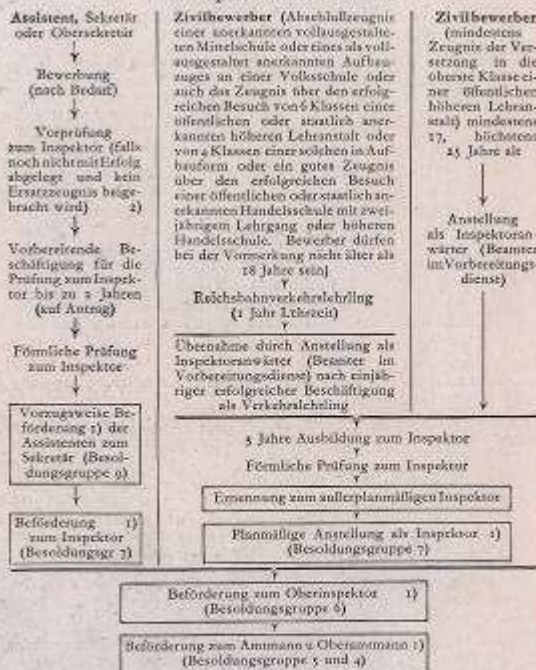 Assistent, Sekretär
oder Obersekretär
Bewerbung
(nach Bedarf)
Vorprüfung
zum Inspektor (falls
noch nicht mit Erfolg
abgelegt und kein
Ersatzzeugnis beige-
bracht wird) 2)
Vorbereitende Be-
schäftigung für die
Prüfung zum Inspek-
tor bis zu 2 Jahren
(auf Antrag)
Förmliche Prüfung
zum Inspektor
Vorzugsweise Be-
förderung 1) der
Assistenten zum
Sekretär (Besol-
dungsgruppe 9)
Beförderung 1)
zum Inspektor
(Besoldungsgr 7)
Zivilbewerber (Abschlußzeugnis
einer anerkannten vollausgestalte-
ten Mittelschule oder eines als voll-
ausgestaltet anerkannten Aufbau-
zuges an einer Volksschule oder
auch das Zeugnis über den erfolg-
reichen Besuch von 6 Klassen einer
öffentlichen oder staatlich aner-
kannten höheren Lehranstalt oder
von 4 Klassen einer solchen in Auf-
bauform oder ein gutes Zeugnis
über den erfolgreichen Besuch
einer öffentlichen oder staatlich an-
erkannten Handelsschule mit zwei-
jährigem Lehrgang oder höheren
Handelsschule. Bewerber dürfen
bei der Vormerkung nicht älter als
18 Jahre sein)
Reichsbahnverkehrslehrling
(1 Jahr Lehrzeit)
Übernahme durch Anstellung als
Inspektoranwärter (Beamter im
Vorbereitungsdienste) nach einjäh-
riger erfolgreicher Beschäftigung
als Verkehrslehrling
Zivilbewerber
(mindestens
Zeugnis der Ver-
setzung in die
oberste Klasse ei-
ner öffentlichen
höheren Lehran-
stalt) mindestens
17, höchstens
25 Jahre alt
Anstellung
als Inspektoran-
wärter (Beamter
im Vorbereitungs-
dienste)
3 Jahre Ausbildung zum Inspektor
Förmliche Prüfung zum Inspektor
Ernennung zum außerplanmäßigen Inspektor
Planmäßige Anstellung als Inspektor 1)
(Besoldungsgruppe 7)
Beförderung zum Oberinspektor 1)
(Besoldungsgruppe 6)
Beförderung zum Amtmann u Oberamtmann 1)
(Besoldungsgruppe 5 und 4)